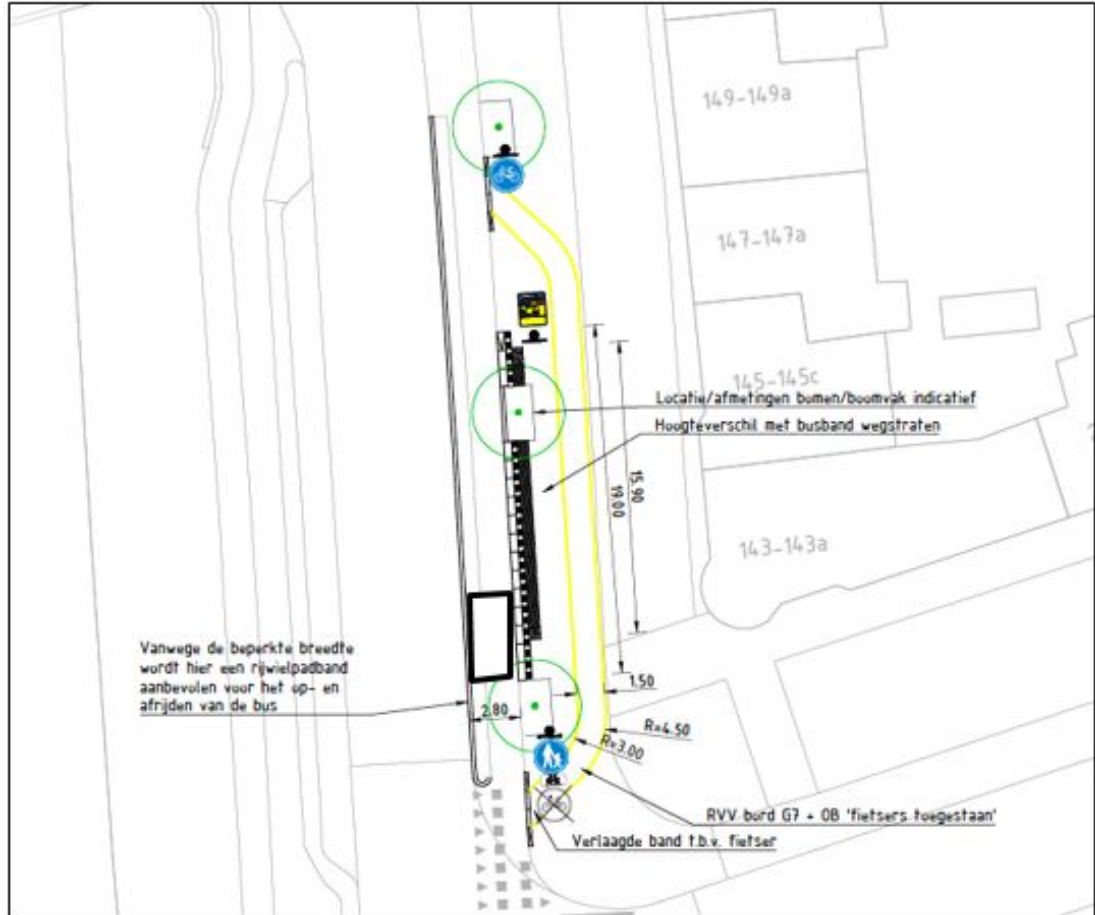 149-149a
147-147a
145-145c
Locatie/afmetingen bomen/boomvak indicatief
Hoogteverschil met busband wegstraten
15.90
19.00
143-143a
Vanwege de beperkte breedte
wordt hier een rijwielpadband
aanbevolen voor het op- en
afrijden van de bus
1.50
2.80
R=4.50
R=3.00
RVV bord G7 + OB 'fietsers toegestaan'
Verlaagde band t.b.v. fietser